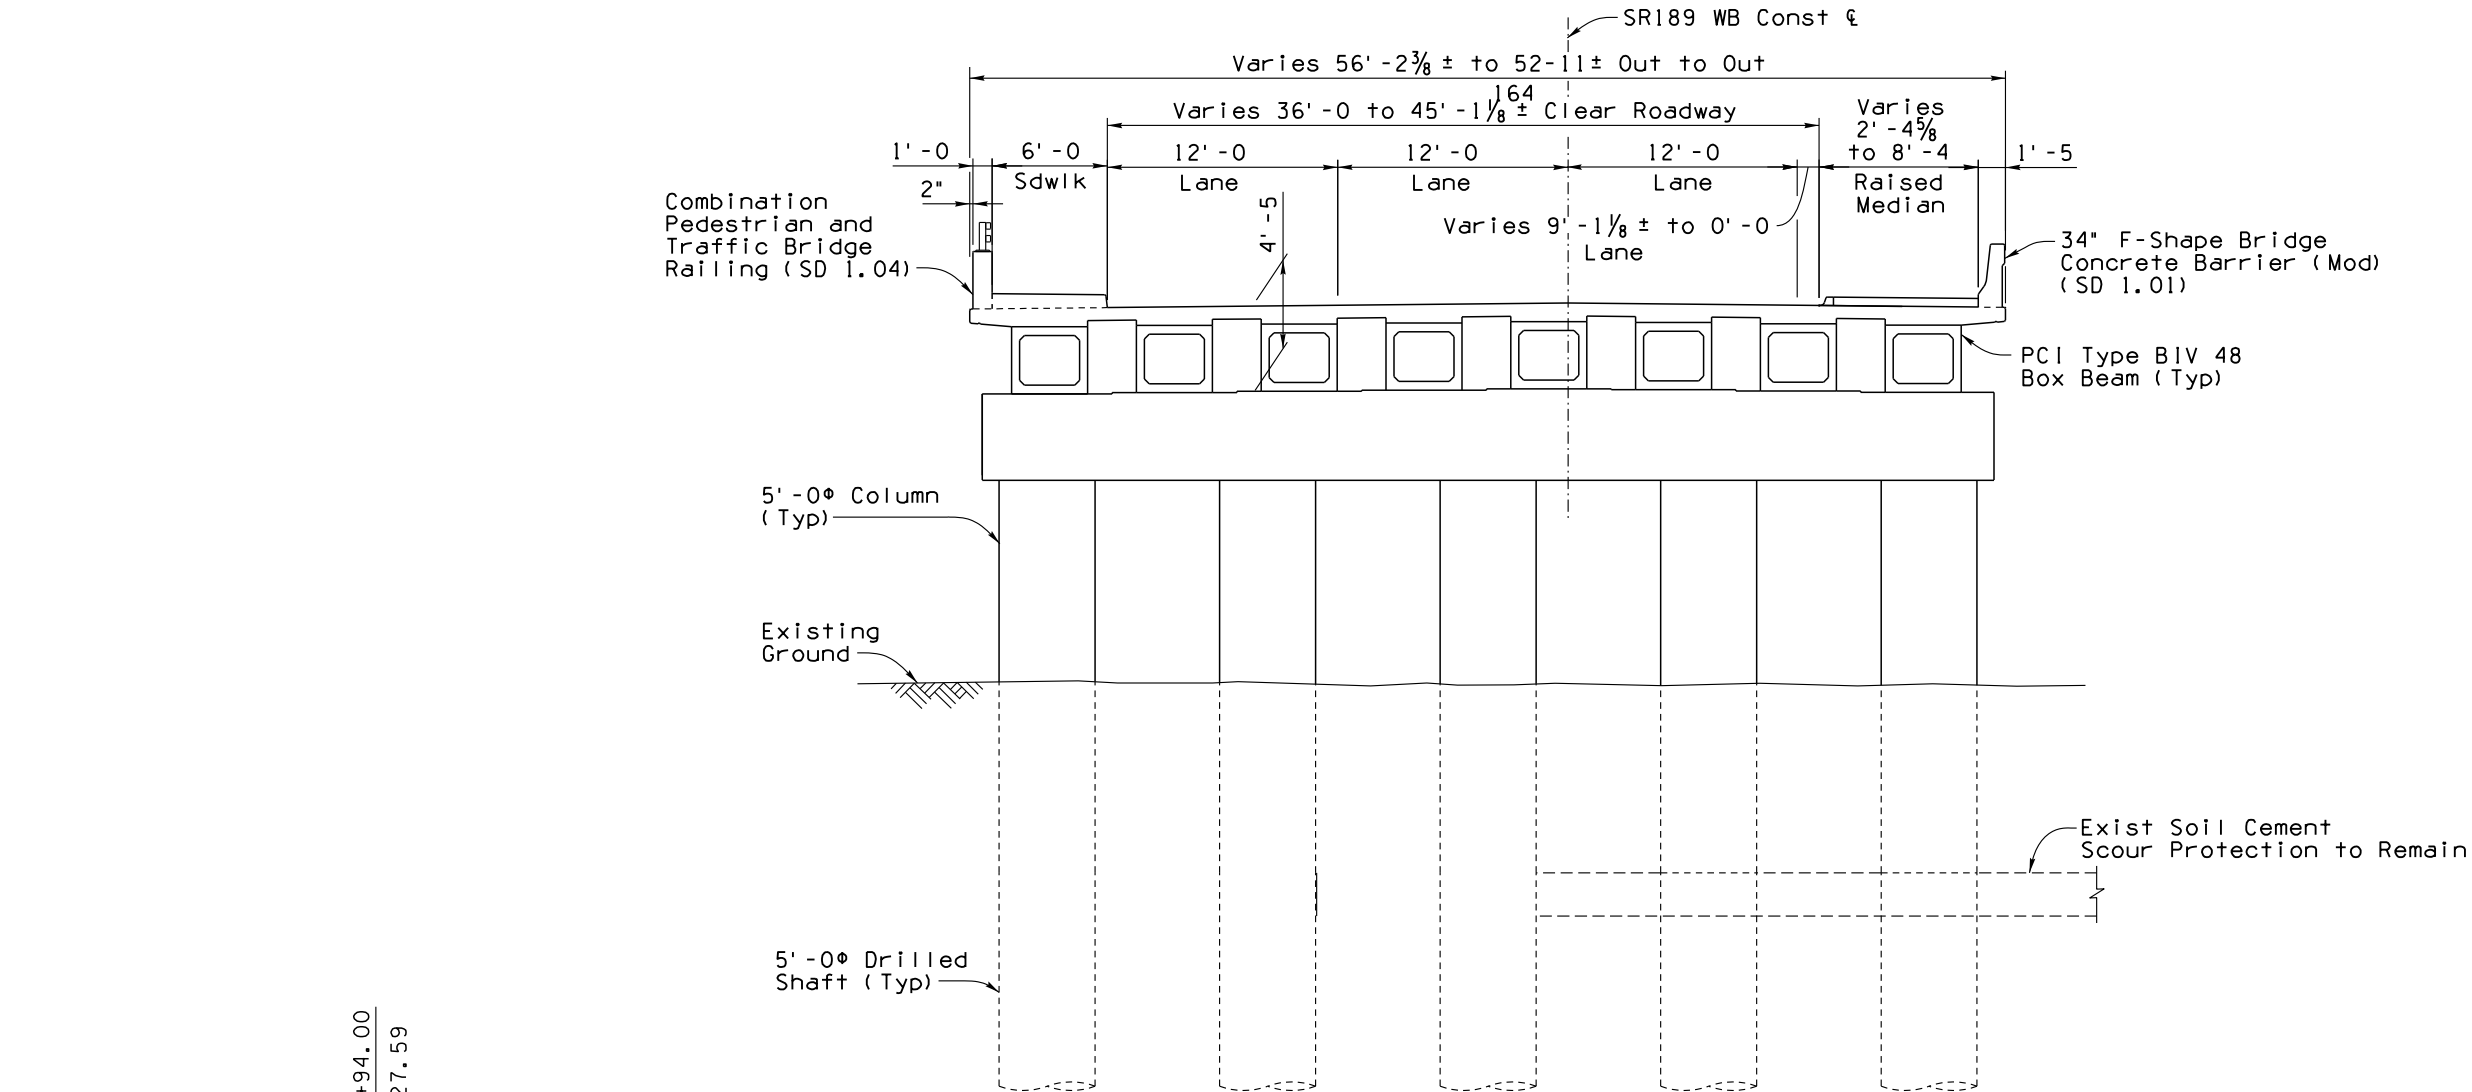 SR189 WB Const ℄
Varies 56'-2⅜ ± to 52-11± Out to Out
164
Varies 36'-0 to 45'-1⅛ ± Clear Roadway
Varies
2'-4⅝
to 8'-4
Raised
Median
1'-0
6'-0
Sdwlk
12'-0
Lane
12'-0
Lane
12'-0
Lane
1'-5
2"
4'-5
Varies 9'-1⅛ ± to 0'-0
Lane
Combination
Pedestrian and
Traffic Bridge
Railing (SD 1.04)
34" F-Shape Bridge
Concrete Barrier (Mod)
(SD 1.01)
PCI Type BIV 48
Box Beam (Typ)
5'-0Φ Column
(Typ)
Existing
Ground
Exist Soil Cement
Scour Protection to Remain
5'-0Φ Drilled
Shaft (Typ)
+94.00
27.59